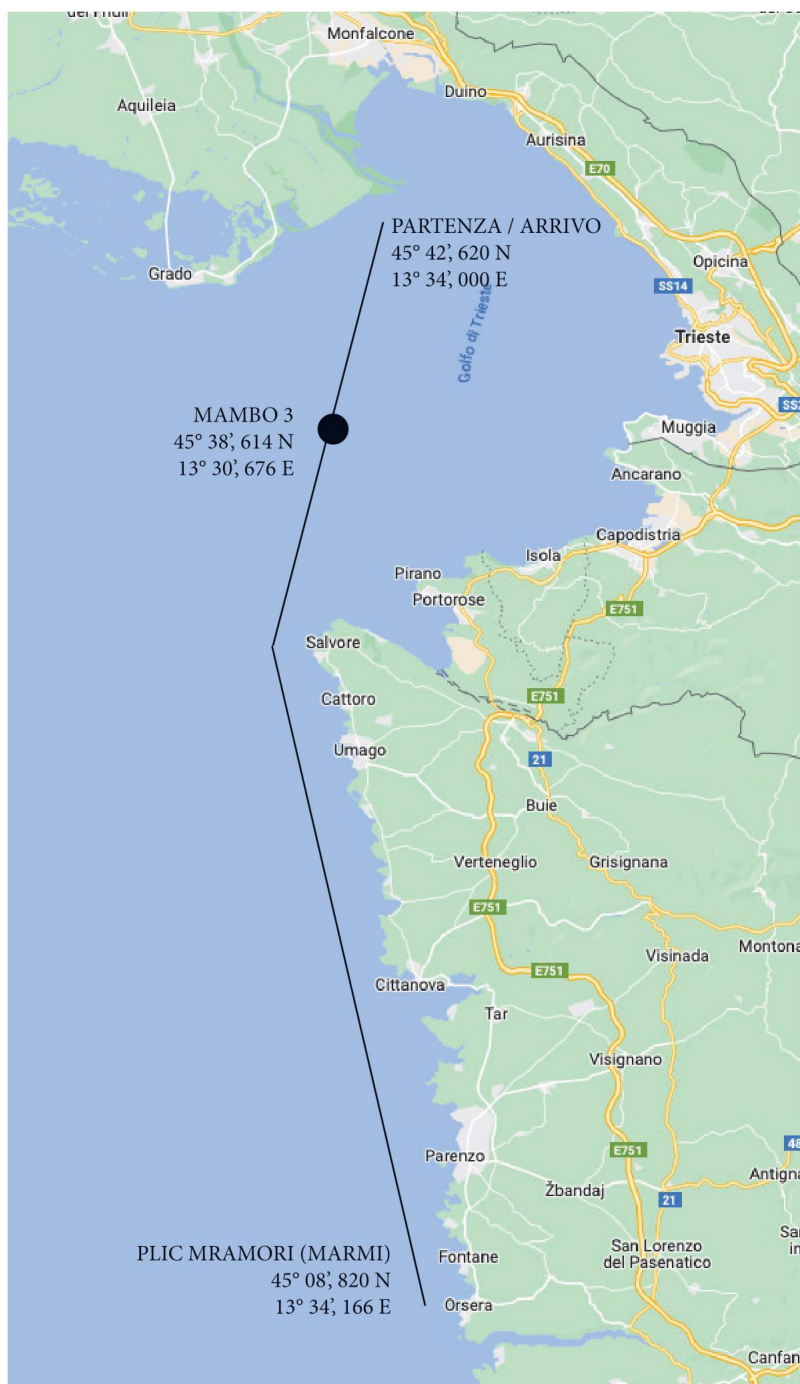 Monfalcone
Duino
Aquileia
Aurisina
E70
PARTENZA / ARRIVO
45° 42', 620 N
13° 34', 000 E
Opicina
Grado
SS14
Golfo di Trieste
Trieste
MAMBO 3
45° 38', 614 N
13° 30', 676 E
Muggia
Ancarano
Capodistria
Isola
Pirano
Portorose
E751
Salvore
E751
Cattoro
Umago
21
Buie
Verteneglio
Grisignana
E751
Montona
Visinada
E751
Cittanova
Tar
Visignano
48
E751
Parenzo
Antigna
Žbandaj
21
PLIC MRAMORI (MARMI)
45° 08', 820 N
13° 34', 166 E
Fontane
San Lorenzo
del Pasenatico
Orsera
Canfan